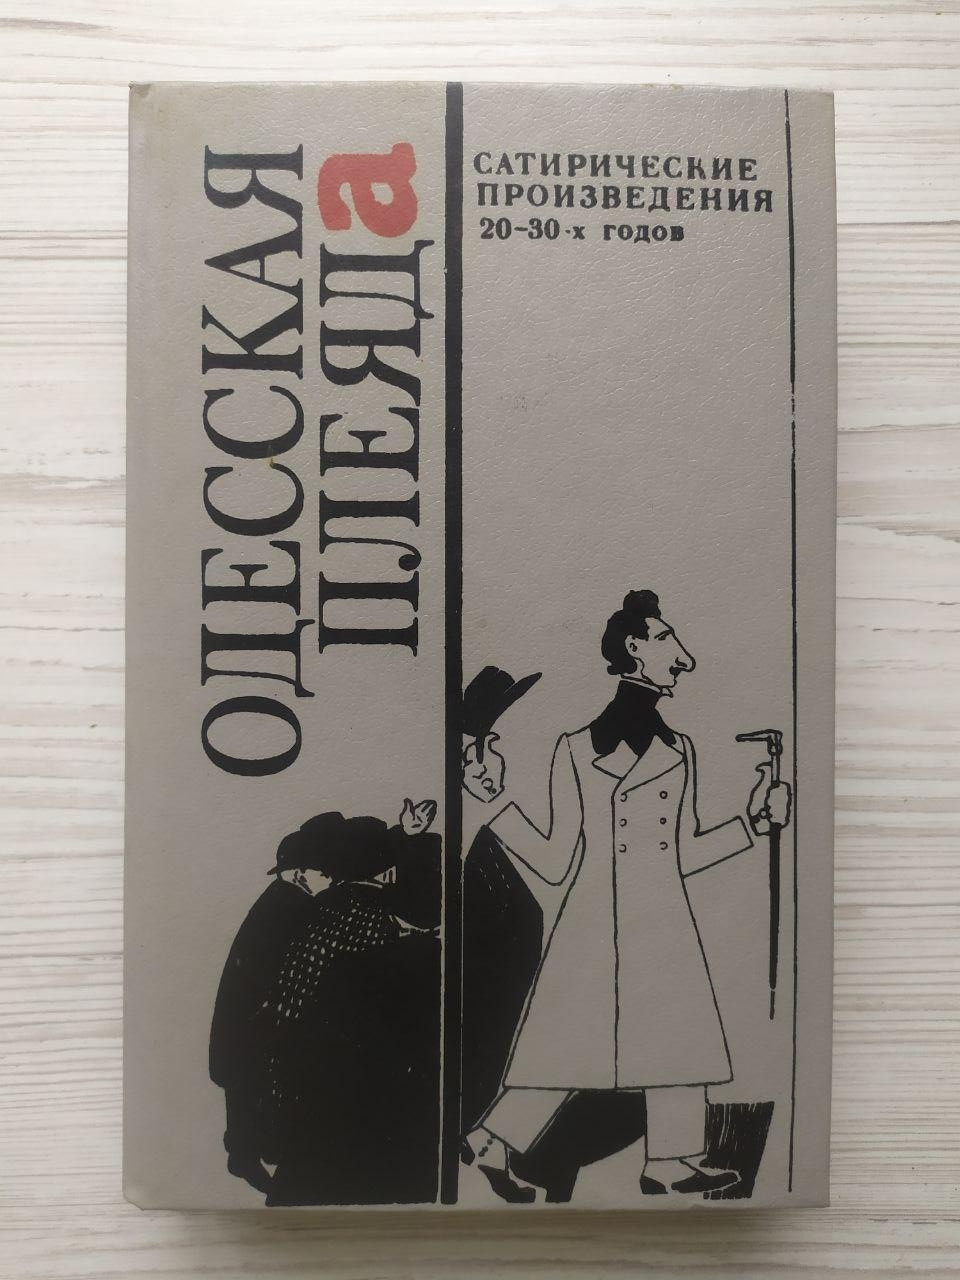 ОДЕССКАЯ
ПЛЕЯДа
САТИРИЧЕСКИЕ
ПРОИЗВЕДЕНИЯ
20-30-х годов